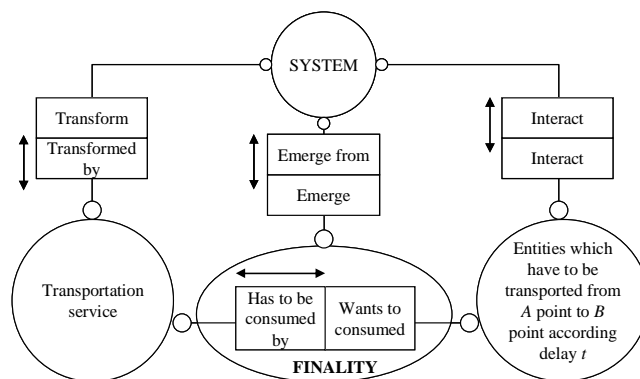 SYSTEM
Transform
Transformed
by
Emerge from
Emerge
Interact
Interact
Transportation
service
Has to be
consumed
by
Wants to
consumed
FINALITY
Entities which
have to be
transported from
A point to B
point according
delay t